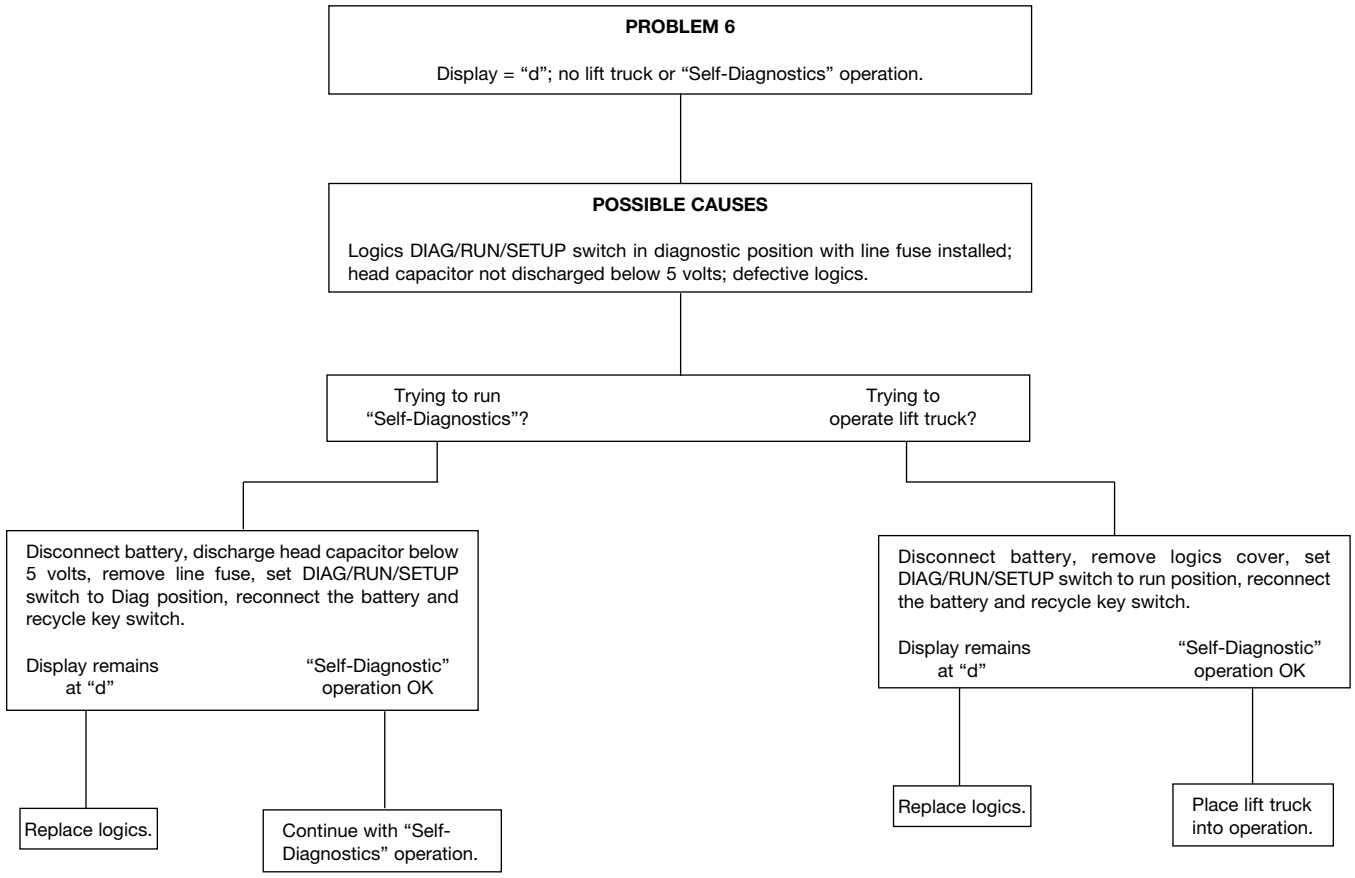 PROBLEM 6
Display = “d”; no lift truck or “Self-Diagnostics” operation.
POSSIBLE CAUSES
Logics DIAG/RUN/SETUP switch in diagnostic position with line fuse installed;
head capacitor not discharged below 5 volts; defective logics.
Trying to run
“Self-Diagnostics”?
Trying to
operate lift truck?
Disconnect battery, discharge head capacitor below
5 volts, remove line fuse, set DIAG/RUN/SETUP
switch to Diag position, reconnect the battery and
recycle key switch.
Display remains
at “d”
“Self-Diagnostic”
operation OK
Replace logics.
Continue with “Self-
Diagnostics” operation.
Disconnect battery, remove logics cover, set
DIAG/RUN/SETUP switch to run position, reconnect
the battery and recycle key switch.
Display remains
at “d”
“Self-Diagnostic”
operation OK
Replace logics.
Place lift truck
into operation.